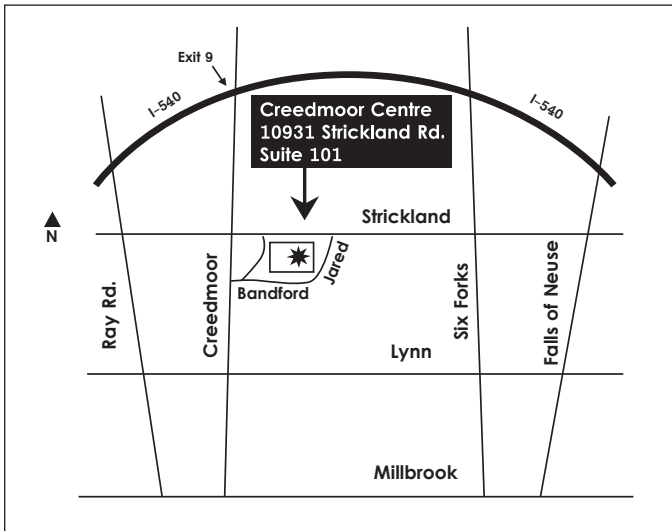 Exit 9
I-540
I-540
Creedmoor Centre
10931 Strickland Rd.
Suite 101
N
Strickland
Ray Rd.
Creedmoor
Bandford
Jared
Six Forks
Falls of Neuse
Lynn
Millbrook